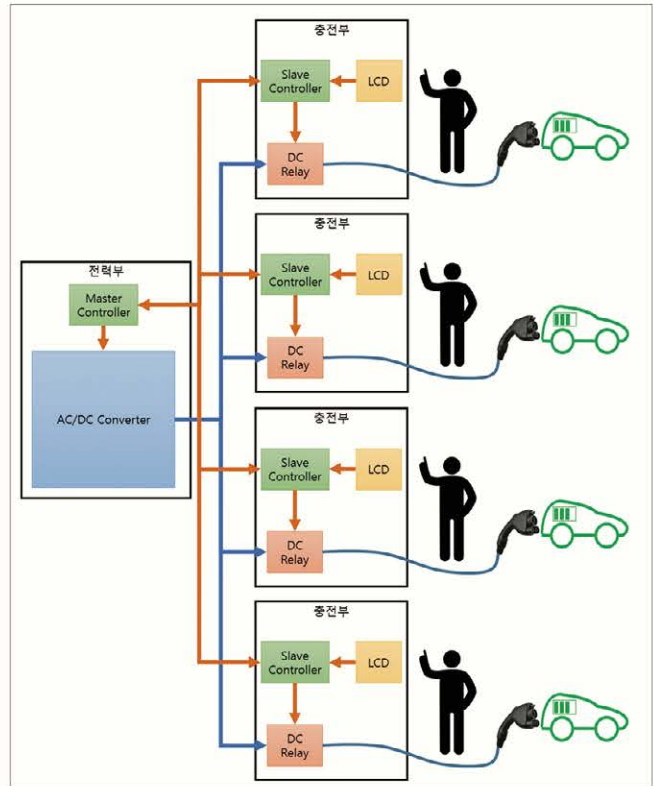 충전부
Slave
Controller
LCD
DC
Relay
충전부
Slave
Controller
LCD
DC
Relay
전력부
Master
Controller
AC/DC Converter
충전부
Slave
Controller
LCD
DC
Relay
충전부
Slave
Controller
LCD
DC
Relay